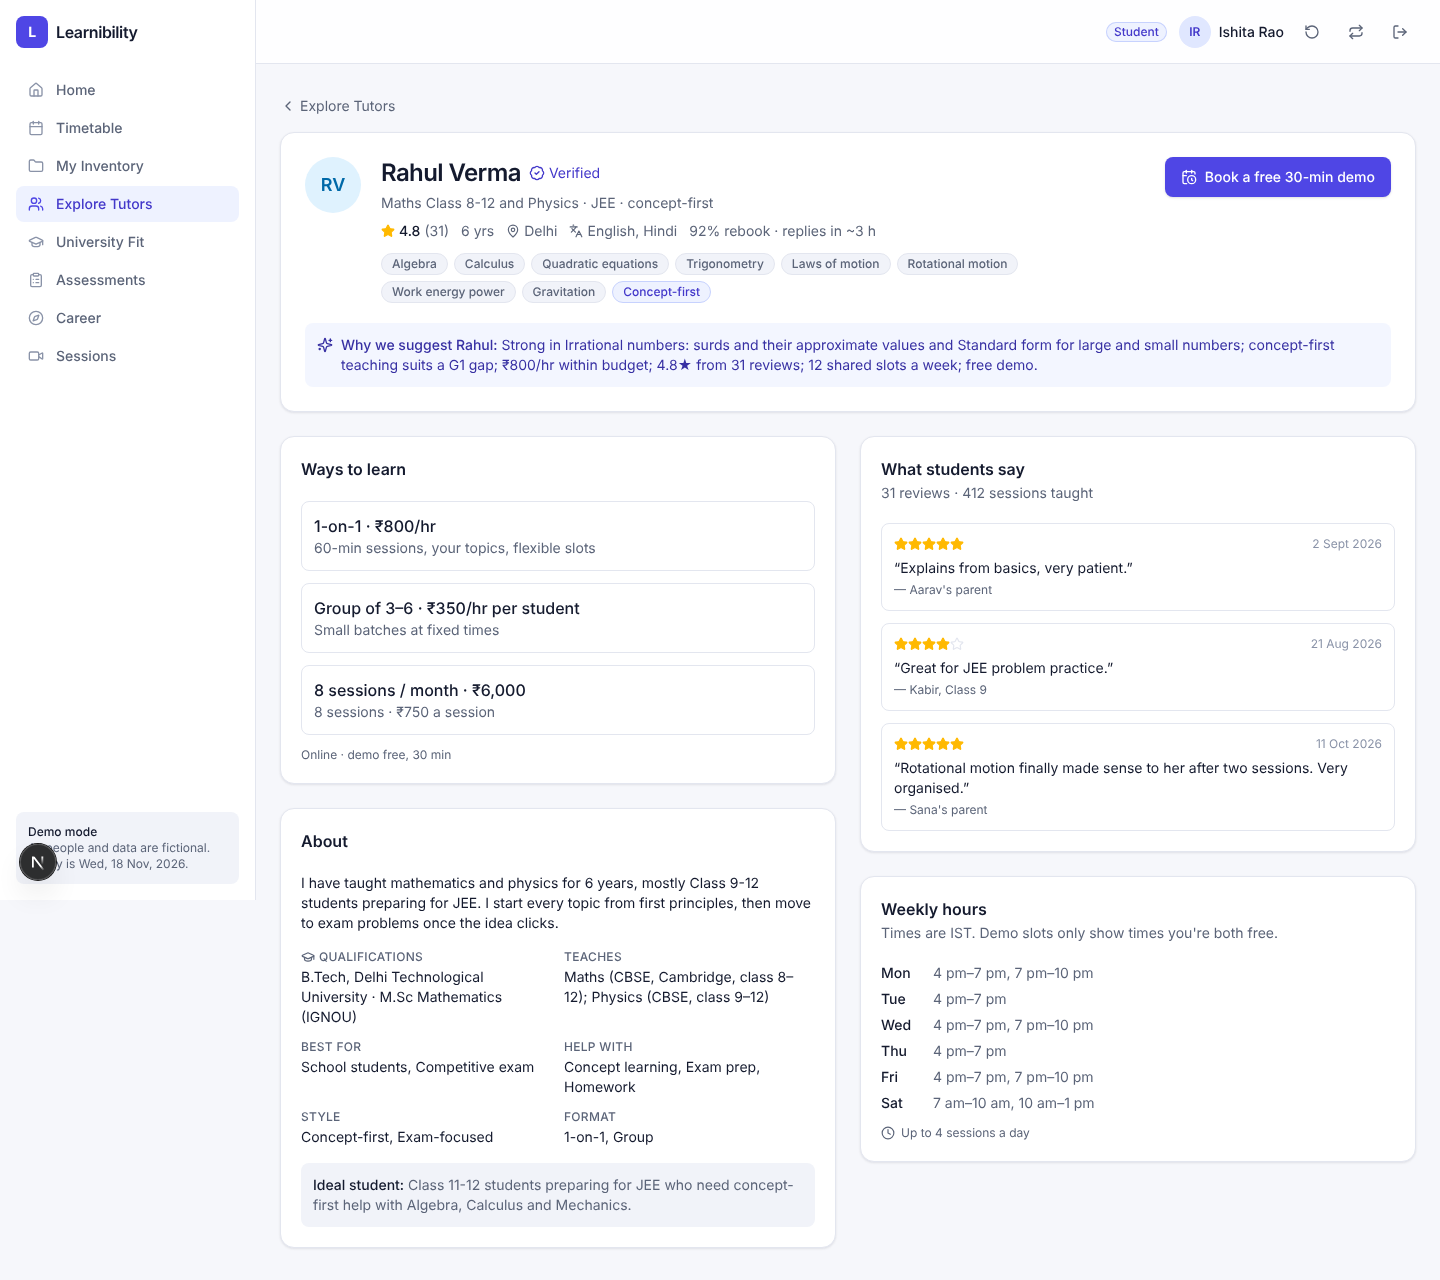 L Learnibility
Student IR Ishita Rao
Home
Timetable
My Inventory
Explore Tutors
University Fit
Assessments
Career
Sessions
Demo mode
people and data are fictional.
is Wed, 18 Nov, 2026.
N
Explore Tutors
RV
Rahul Verma Verified
Book a free 30-min demo
Maths Class 8-12 and Physics · JEE · concept-first
4.8 (31) 6 yrs Delhi English, Hindi 92% rebook · replies in ~3 h
Algebra Calculus Quadratic equations Trigonometry Laws of motion Rotational motion
Work energy power Gravitation Concept-first
Why we suggest Rahul: Strong in Irrational numbers: surds and their approximate values and Standard form for large and small numbers; concept-first
teaching suits a G1 gap; ₹800/hr within budget; 4.8★ from 31 reviews; 12 shared slots a week; free demo.
Ways to learn
1-on-1 · ₹800/hr
60-min sessions, your topics, flexible slots
Group of 3–6 · ₹350/hr per student
Small batches at fixed times
8 sessions / month · ₹6,000
8 sessions · ₹750 a session
Online · demo free, 30 min
About
I have taught mathematics and physics for 6 years, mostly Class 9-12
students preparing for JEE. I start every topic from first principles, then move
to exam problems once the idea clicks.
QUALIFICATIONS
B.Tech, Delhi Technological
University · M.Sc Mathematics
(IGNOU)
TEACHES
Maths (CBSE, Cambridge, class 8–
12); Physics (CBSE, class 9–12)
BEST FOR
School students, Competitive exam
HELP WITH
Concept learning, Exam prep,
Homework
STYLE
Concept-first, Exam-focused
FORMAT
1-on-1, Group
Ideal student: Class 11-12 students preparing for JEE who need concept-
first help with Algebra, Calculus and Mechanics.
What students say
31 reviews · 412 sessions taught
2 Sept 2026
“Explains from basics, very patient.”
— Aarav's parent
21 Aug 2026
“Great for JEE problem practice.”
— Kabir, Class 9
11 Oct 2026
“Rotational motion finally made sense to her after two sessions. Very
organised.”
— Sana's parent
Weekly hours
Times are IST. Demo slots only show times you're both free.
Mon 4 pm–7 pm, 7 pm–10 pm
Tue 4 pm–7 pm
Wed 4 pm–7 pm, 7 pm–10 pm
Thu 4 pm–7 pm
Fri 4 pm–7 pm, 7 pm–10 pm
Sat 7 am–10 am, 10 am–1 pm
Up to 4 sessions a day